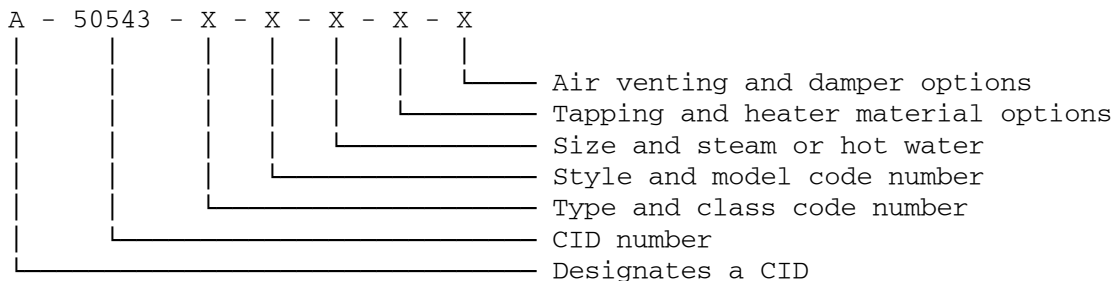 A - 50543 - X - X - X - X - X
Air venting and damper options
Tapping and heater material options
Size and steam or hot water
Style and model code number
Type and class code number
CID number
Designates a CID